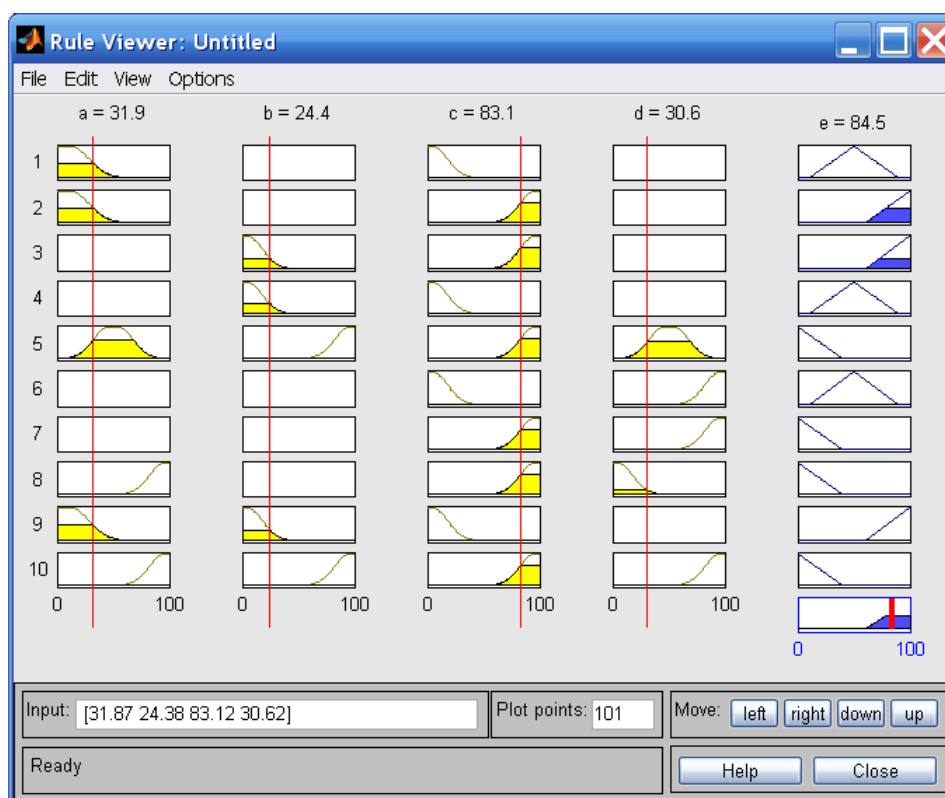 Rule Viewer: Untitled
File Edit View Options
a = 31.9 b = 24.4 c = 83.1 d = 30.6 e = 84.5
1
2
3
4
5
6
7
8
9
10
0 100 0 100 0 100 0 100
0 100
Input: [31.87 24.38 83.12 30.62] Plot points: 101 Move: left right down up
Ready Help Close